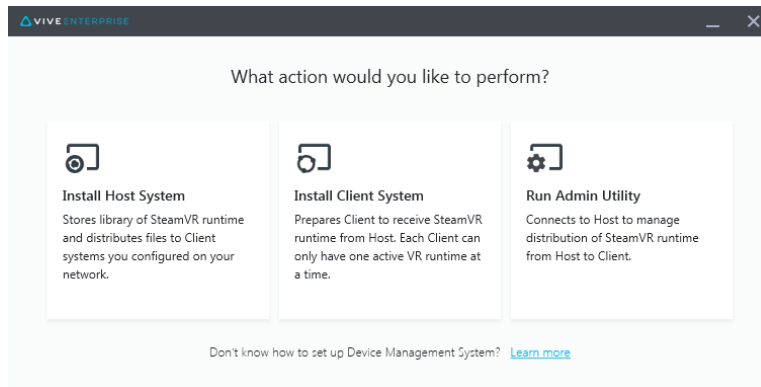 VIVE ENTERPRISE
What action would you like to perform?
Install Host System
Stores library of SteamVR runtime
and distributes files to Client
systems you configured on your
network.
Install Client System
Prepares Client to receive SteamVR
runtime from Host. Each Client can
only have one active VR runtime at
a time.
Run Admin Utility
Connects to Host to manage
distribution of SteamVR runtime
from Host to Client.
Don't know how to set up Device Management System? Learn more